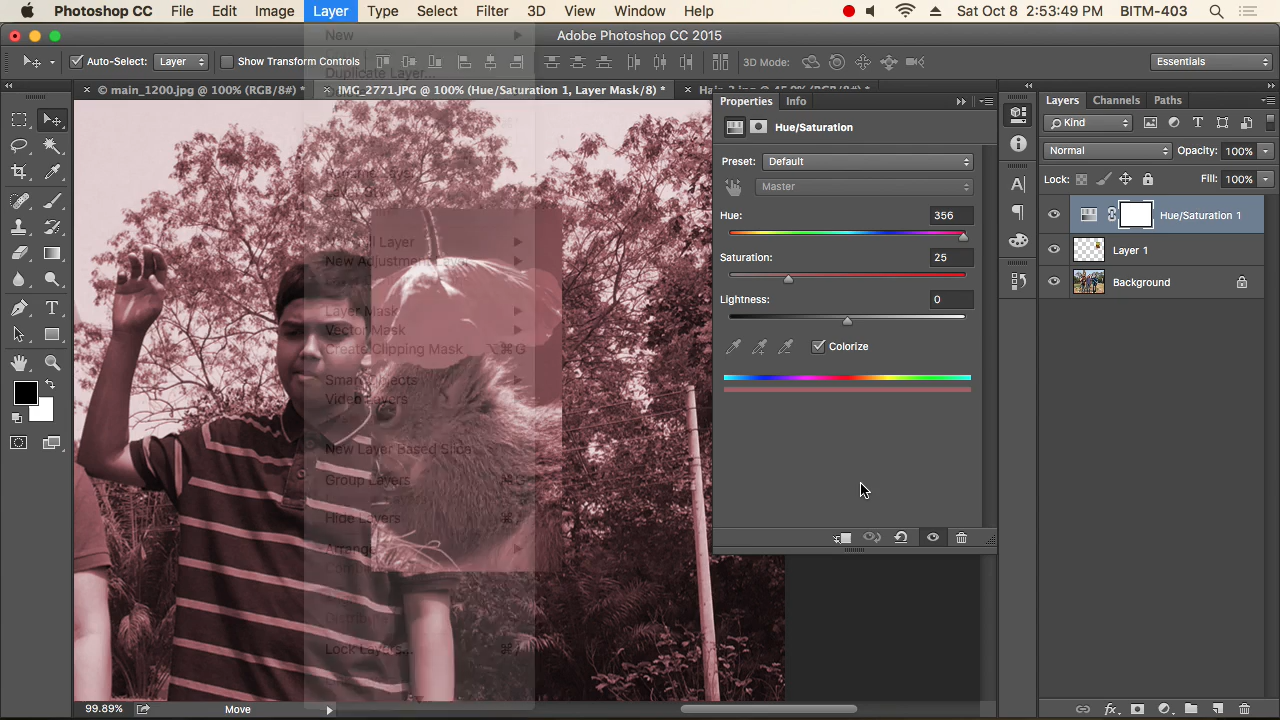 Photoshop CC File Edit Image Layer Type Select Filter 3D View Window Help Sat Oct 8 2:53:49 PM BITM-403
Adobe Photoshop CC 2015
Auto-Select: Layer Show Transform Controls 3D Mode: Essentials
× © main_1200.jpg @ 100% (RGB/8#) * × IMG_2771.JPG @ 100% (Hue/Saturation 1, Layer Mask/8) *
New
Duplicate Layer...
New Adjustment Layer
Layer Mask
Vector Mask
Create Clipping Mask ⌥⌘G
Smart Objects
Video Layers
New Layer Based Slice
Group Layers
Hide Layers
Arrange
Lock Layers... ⌘/
Properties Info
Hue/Saturation
Preset: Default
Master
Hue: 356
Saturation: 25
Lightness: 0
Colorize
Layers Channels Paths
Kind
Normal Opacity: 100%
Lock: Fill: 100%
Hue/Saturation 1
Layer 1
Background
99.89% Move